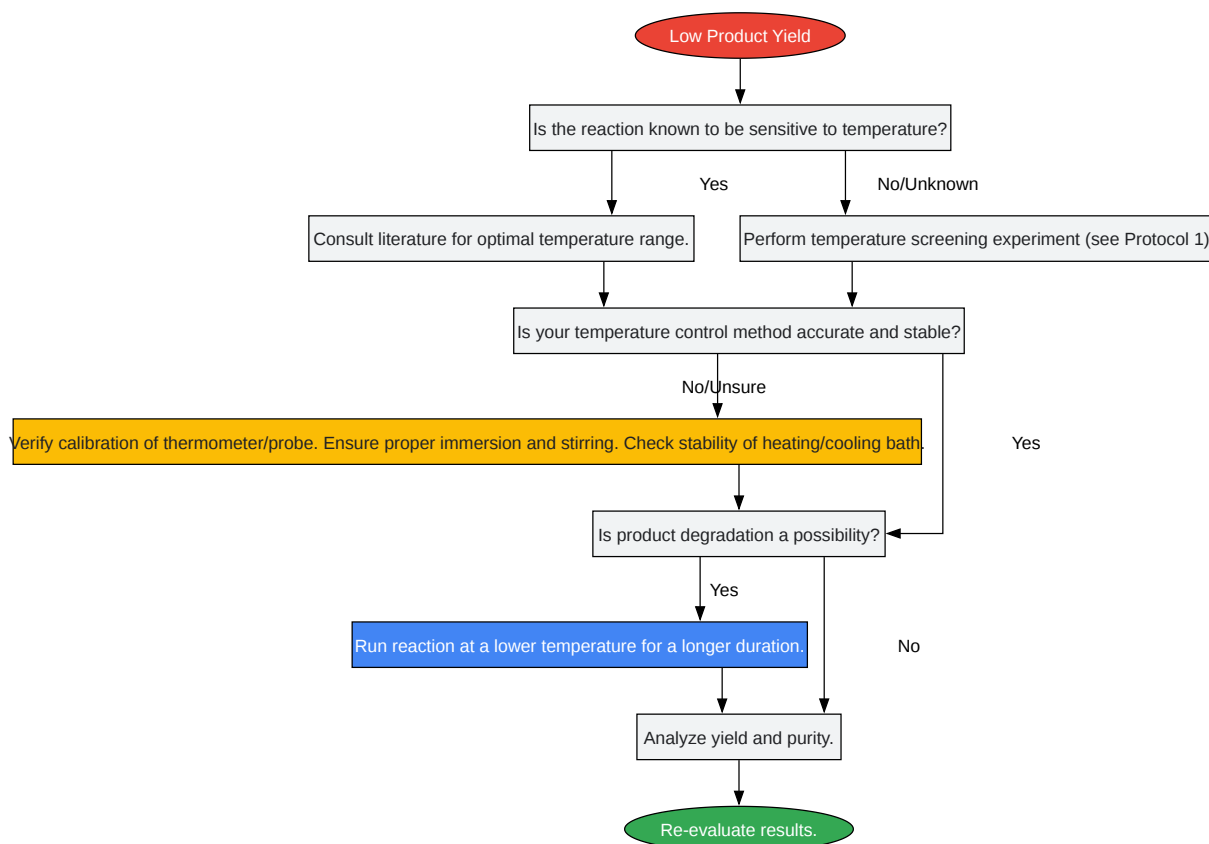 Low Product Yield
Is the reaction known to be sensitive to temperature?
Yes
No/Unknown
Consult literature for optimal temperature range.
Perform temperature screening experiment (see Protocol 1)
Is your temperature control method accurate and stable?
No/Unsure
Verify calibration of thermometer/probe. Ensure proper immersion and stirring. Check stability of heating/cooling bath.
Yes
Is product degradation a possibility?
Yes
Run reaction at a lower temperature for a longer duration.
No
Analyze yield and purity.
Re-evaluate results.